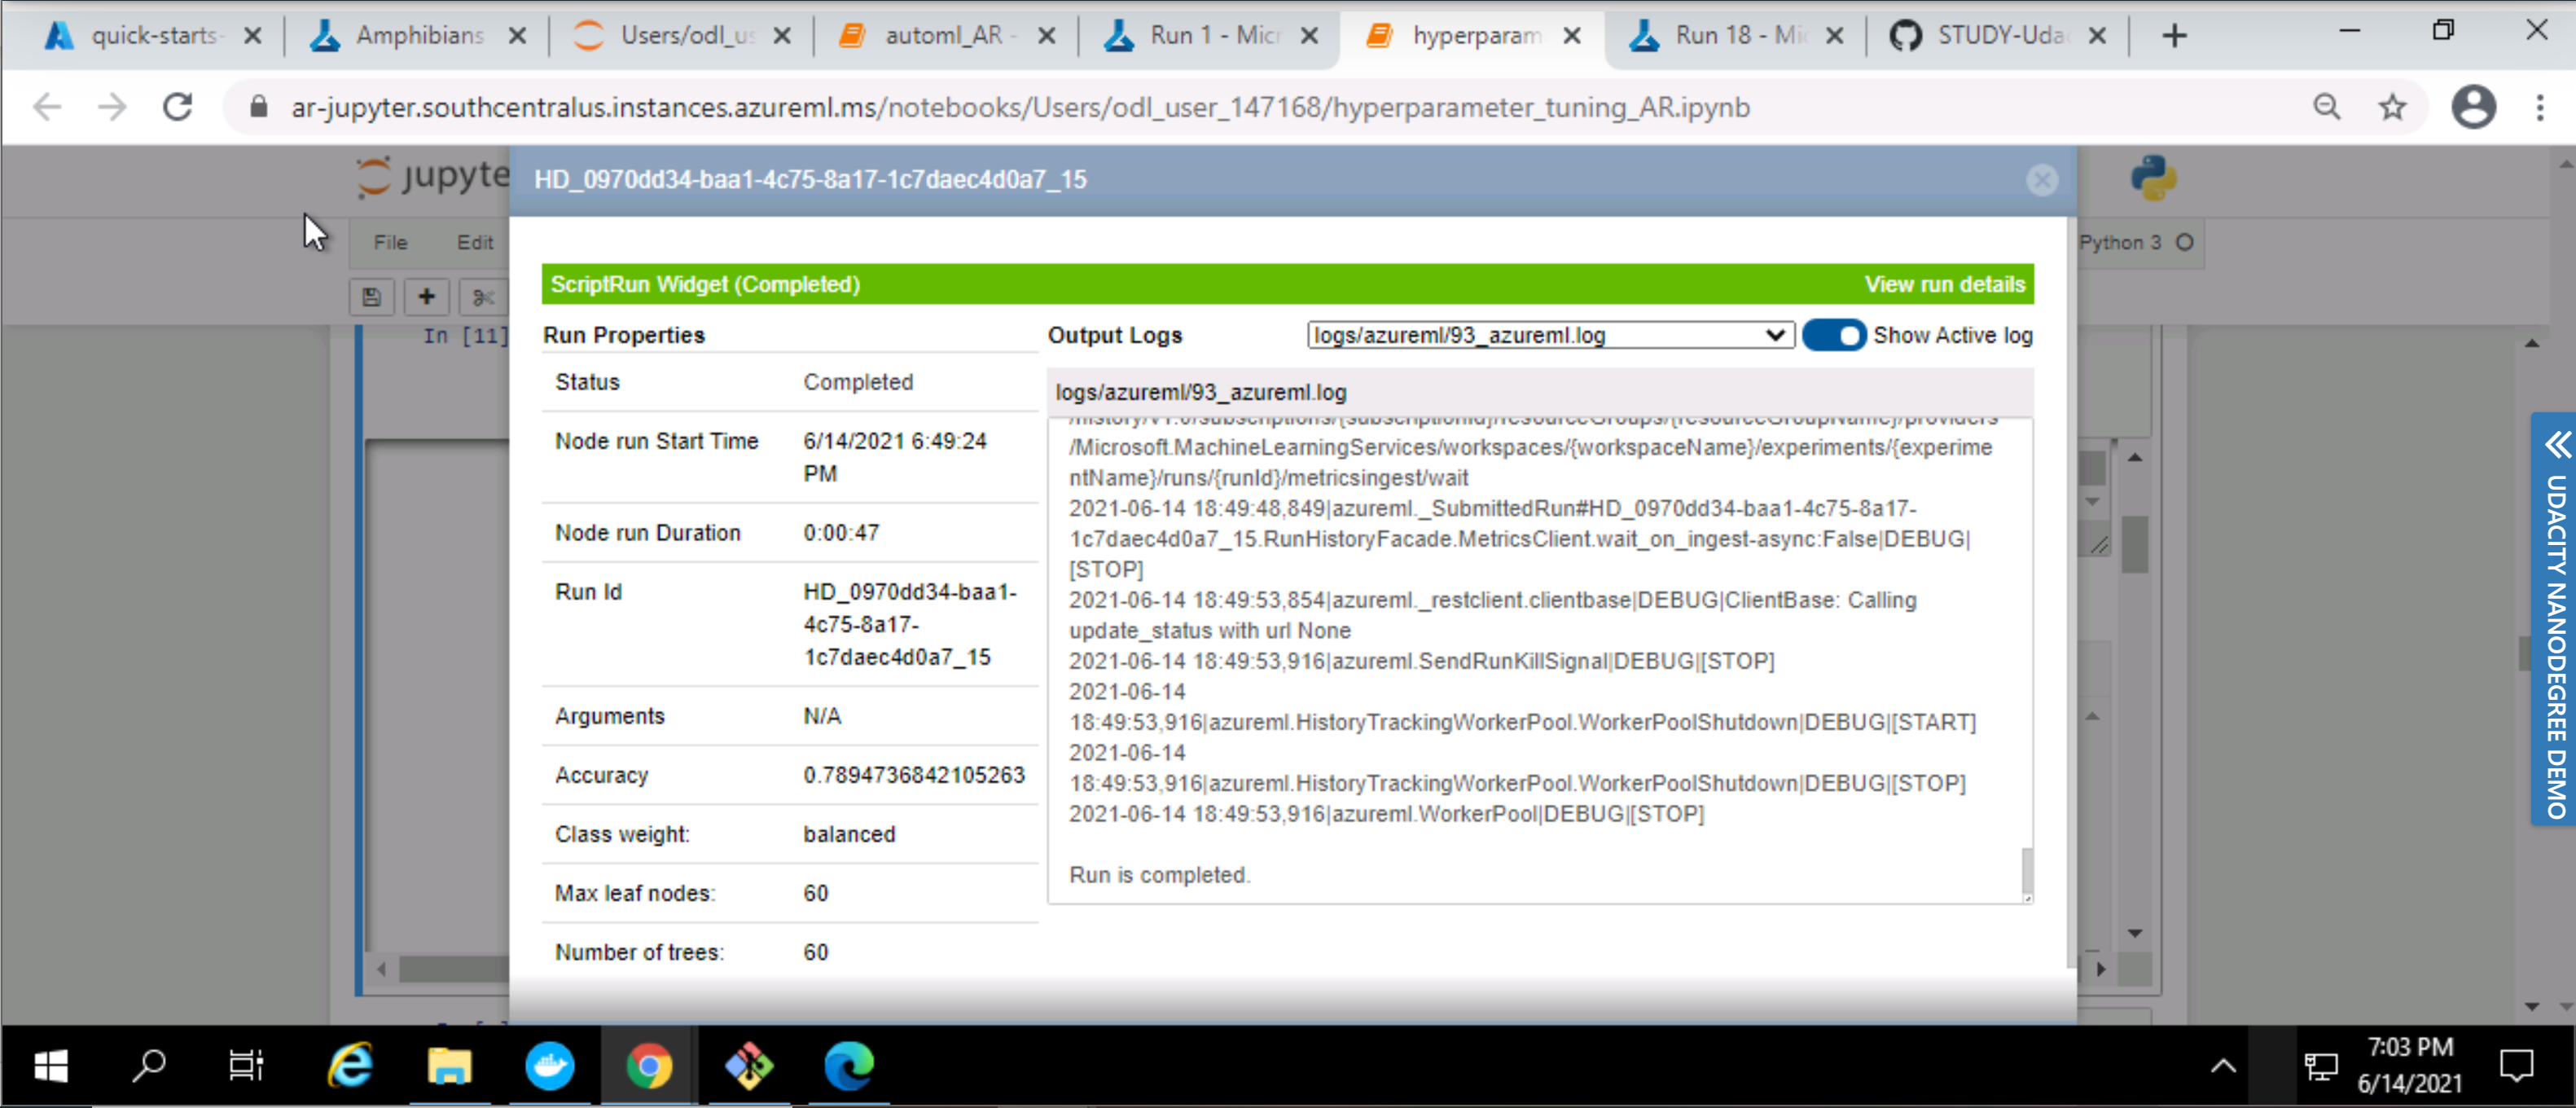 quick-starts-
Amphibians
Users/odl_us
automl_AR -
Run 1 - Micr
hyperparam
Run 18 - Mi
STUDY-Uda
ar-jupyter.southcentralus.instances.azureml.ms/notebooks/Users/odl_user_147168/hyperparameter_tuning_AR.ipynb
jupyte
HD_0970dd34-baa1-4c75-8a17-1c7daec4d0a7_15
File Edit
Python 3
In [11]
ScriptRun Widget (Completed)
View run details
Run Properties
Status Completed
Node run Start Time 6/14/2021 6:49:24
PM
Node run Duration 0:00:47
Run Id HD_0970dd34-baa1-
4c75-8a17-
1c7daec4d0a7_15
Arguments N/A
Accuracy 0.7894736842105263
Class weight: balanced
Max leaf nodes: 60
Number of trees: 60
Output Logs
logs/azureml/93_azureml.log
Show Active log
logs/azureml/93_azureml.log
/history/v1.0/subscriptions/{subscriptionId}/resourceGroups/{resourceGroupName}/providers
/Microsoft.MachineLearningServices/workspaces/{workspaceName}/experiments/{experime
ntName}/runs/{runId}/metricsingest/wait
2021-06-14 18:49:48,849|azureml._SubmittedRun#HD_0970dd34-baa1-4c75-8a17-
1c7daec4d0a7_15.RunHistoryFacade.MetricsClient.wait_on_ingest-async:False|DEBUG|
[STOP]
2021-06-14 18:49:53,854|azureml._restclient.clientbase|DEBUG|ClientBase: Calling
update_status with url None
2021-06-14 18:49:53,916|azureml.SendRunKillSignal|DEBUG|[STOP]
2021-06-14
18:49:53,916|azureml.HistoryTrackingWorkerPool.WorkerPoolShutdown|DEBUG|[START]
2021-06-14
18:49:53,916|azureml.HistoryTrackingWorkerPool.WorkerPoolShutdown|DEBUG|[STOP]
2021-06-14 18:49:53,916|azureml.WorkerPool|DEBUG|[STOP]
Run is completed.
UDACITY NANODEGREE DEMO
7:03 PM
6/14/2021